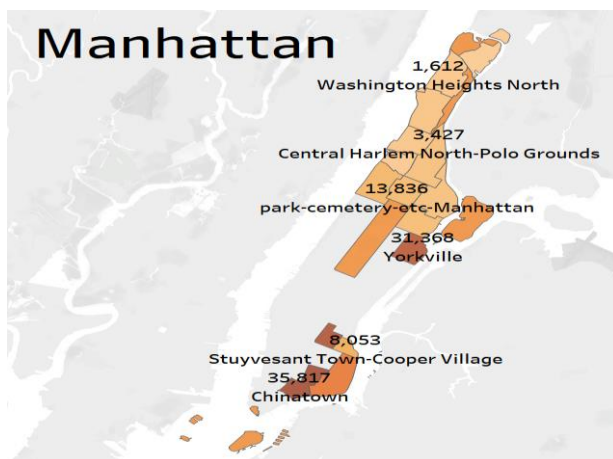 Manhattan
1,612
Washington Heights North
3,427
Central Harlem North-Polo Grounds
13,836
park-cemetery-etc-Manhattan
31,368
Yorkville
8,053
Stuyvesant Town-Cooper Village
35,817
Chinatown